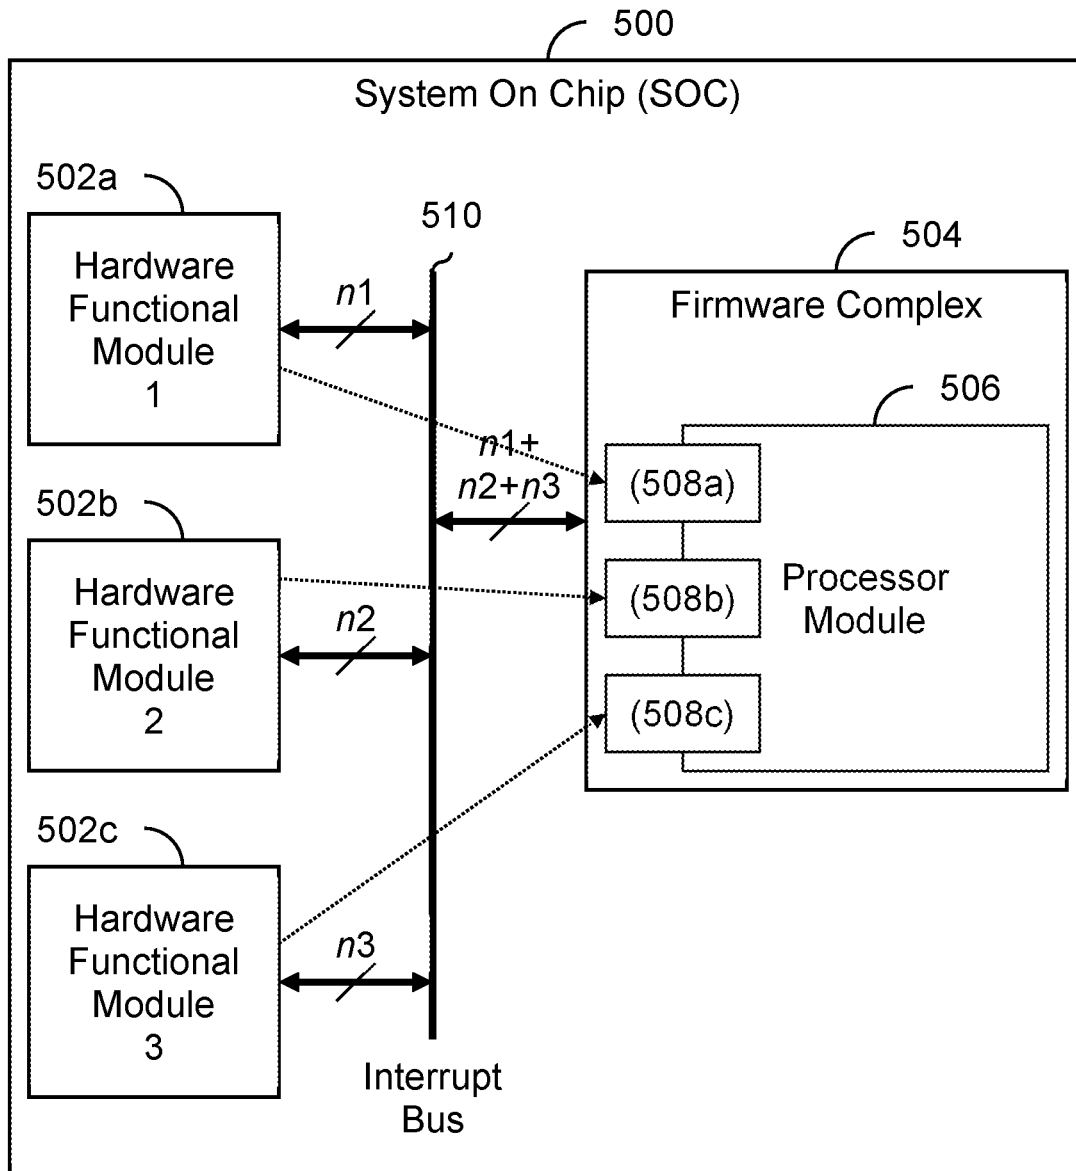 500
System On Chip (SOC)
502a
Hardware
Functional
Module
1
n1
510
504
Firmware Complex
506
n1+
n2+n3
(508a)
(508b)
(508c)
Processor
Module
502b
Hardware
Functional
Module
2
n2
502c
Hardware
Functional
Module
3
n3
Interrupt
Bus